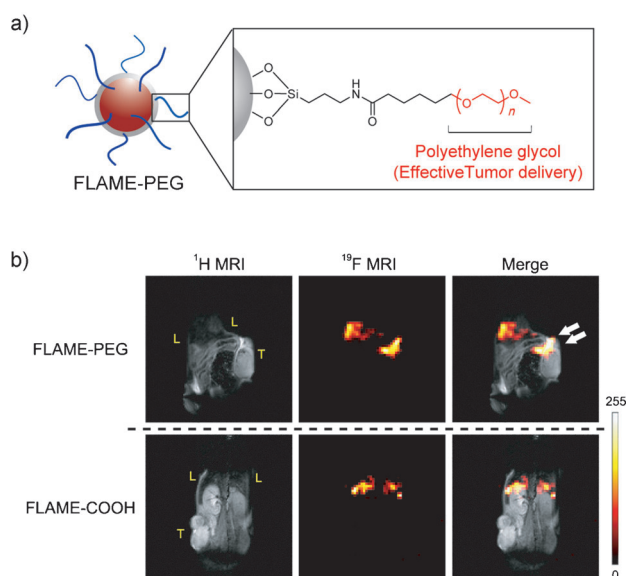 a)
O
O
O
Si
H
N
O
O
O
n
Polyethylene glycol
(EffectiveTumor delivery)
FLAME-PEG
b)
¹H MRI
¹⁹F MRI
Merge
FLAME-PEG
L
L
T
255
FLAME-COOH
L
L
T
0